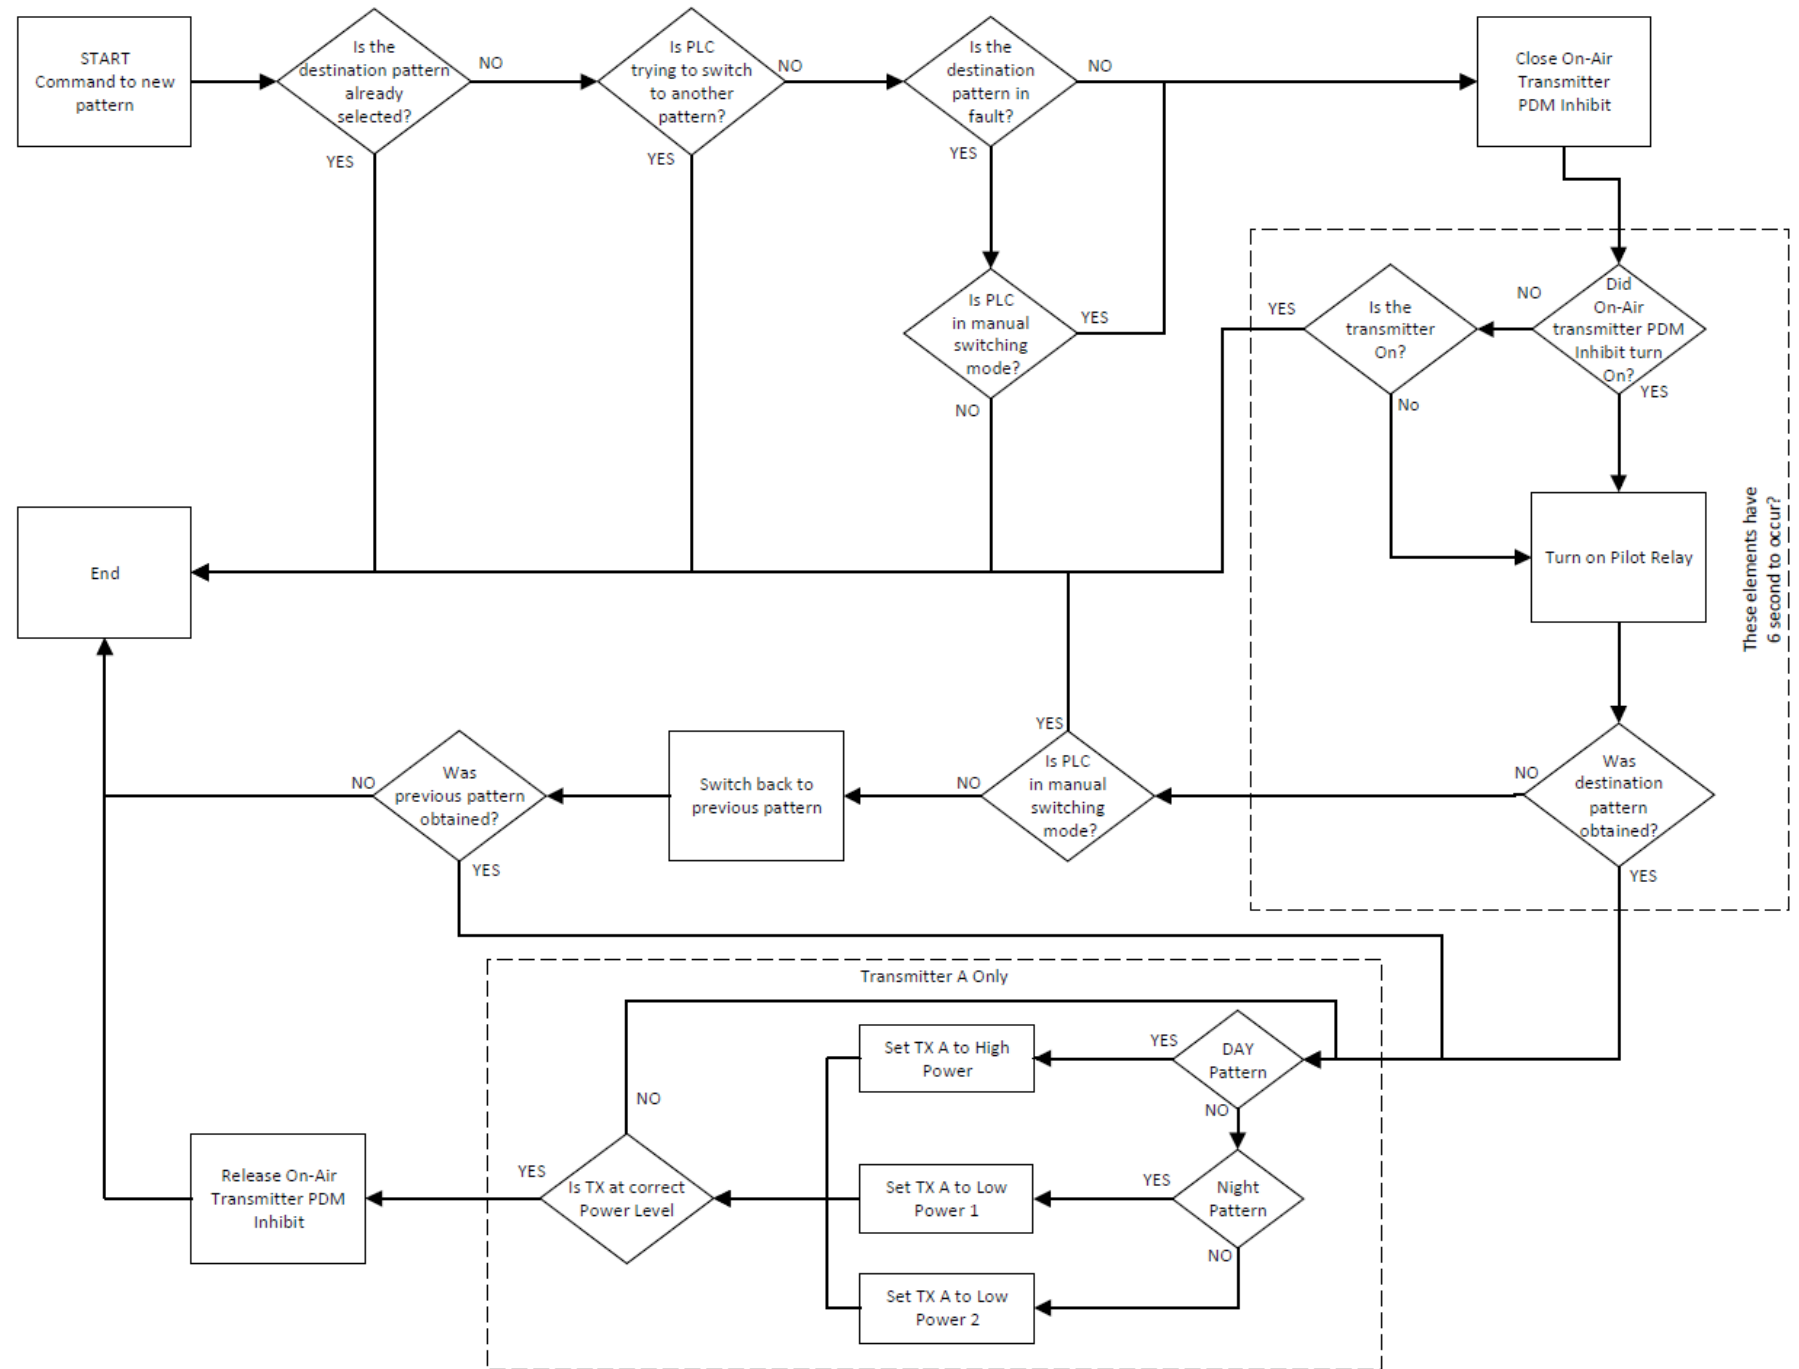 START
Command to new
pattern
Is the
destination pattern
already
selected?
NO
YES
Is PLC
trying to switch
to another
pattern?
NO
YES
Is the
destination
pattern in
fault?
NO
YES
Close On-Air
Transmitter
PDM Inhibit
Is PLC
in manual
switching
mode?
YES
NO
YES
Is the
transmitter
On?
No
NO
Did
On-Air
transmitter PDM
Inhibit turn
On?
YES
End
Turn on Pilot Relay
These elements have
6 second to occur?
NO
Was
previous pattern
obtained?
YES
Switch back to
previous pattern
NO
YES
Is PLC
in manual
switching
mode?
NO
Was
destination
pattern
obtained?
YES
Transmitter A Only
Set TX A to High
Power
YES
DAY
Pattern
NO
NO
Release On-Air
Transmitter PDM
Inhibit
YES
Is TX at correct
Power Level
Set TX A to Low
Power 1
YES
Night
Pattern
NO
Set TX A to Low
Power 2